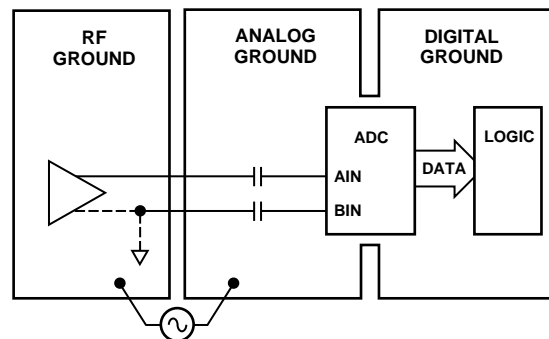 RF
GROUND
ANALOG
GROUND
DIGITAL
GROUND
ADC
LOGIC
DATA
AIN
BIN